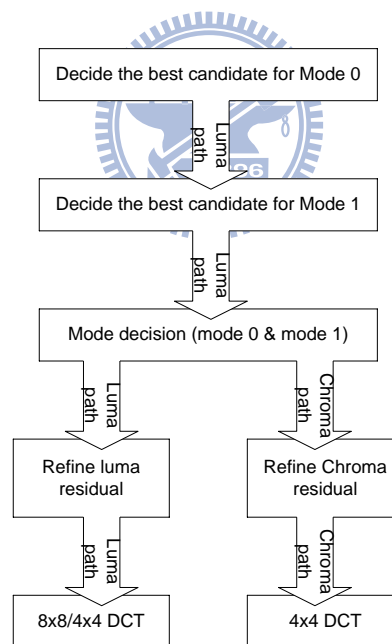 Decide the best candidate for Mode 0
Luma
path
96
Decide the best candidate for Mode 1
Luma
path
Mode decision (mode 0 & mode 1)
Luma
path
Chroma
path
Refine luma
residual
Refine Chroma
residual
Luma
path
Chroma
path
8x8/4x4 DCT
4x4 DCT